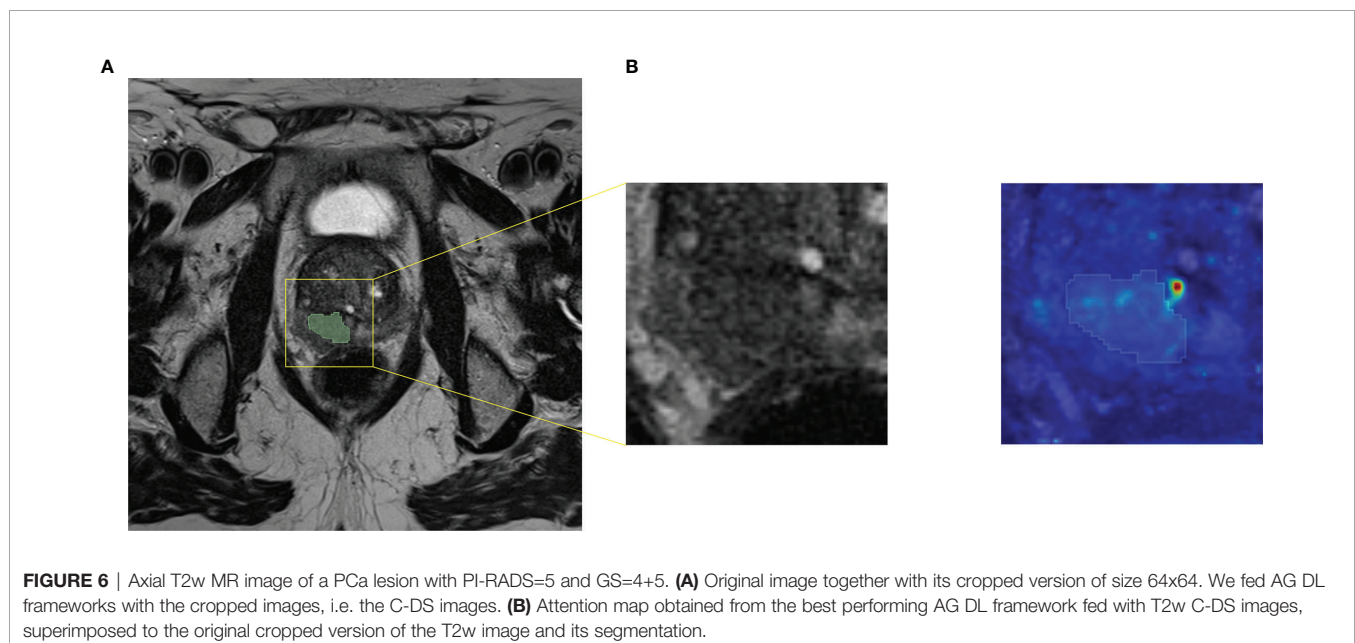 A
B
FIGURE 6 | Axial T2w MR image of a PCa lesion with PI-RADS=5 and GS=4+5. (A) Original image together with its cropped version of size 64x64. We fed AG DL
frameworks with the cropped images, i.e. the C-DS images. (B) Attention map obtained from the best performing AG DL framework fed with T2w C-DS images,
superimposed to the original cropped version of the T2w image and its segmentation.